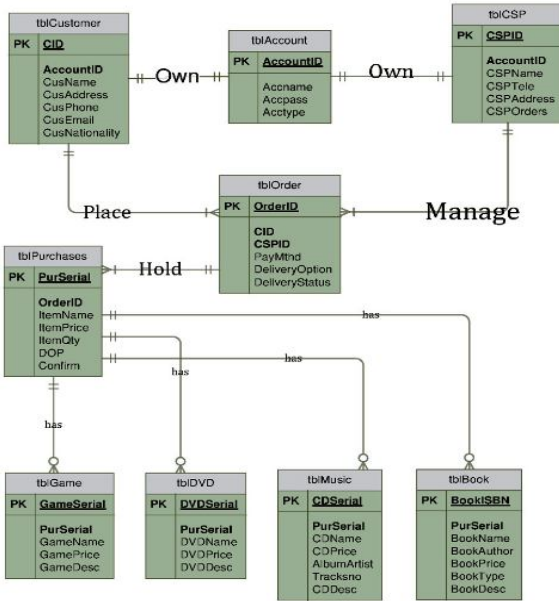 tblCustomer
PK CID
AccountID
CusName
CusAddress
CusPhone
CusEmail
CusNationality
Own
tblAccount
PK AccountID
Accname
Accpass
Acctype
Own
tblCSP
PK CSPID
AccountID
CSPName
CSPTele
CSPAddress
CSPOrders
Place
tblOrder
PK OrderID
CID
CSPID
PayMthd
DeliveryOption
DeliveryStatus
Manage
Hold
tblPurchases
PK PurSerial
OrderID
ItemName
ItemPrice
ItemQty
DOP
Confirm
has
has
has
has
tblGame
PK GameSerial
PurSerial
GameName
GamePrice
GameDesc
tblDVD
PK DVDSerial
PurSerial
DVDName
DVDPrice
DVDDesc
tblMusic
PK CDSerial
PurSerial
CDName
CDPrice
AlbumArtist
Tracksno
CDDesc
tblBook
PK BookISBN
PurSerial
BookName
BookAuthor
BookPrice
BookType
BookDesc